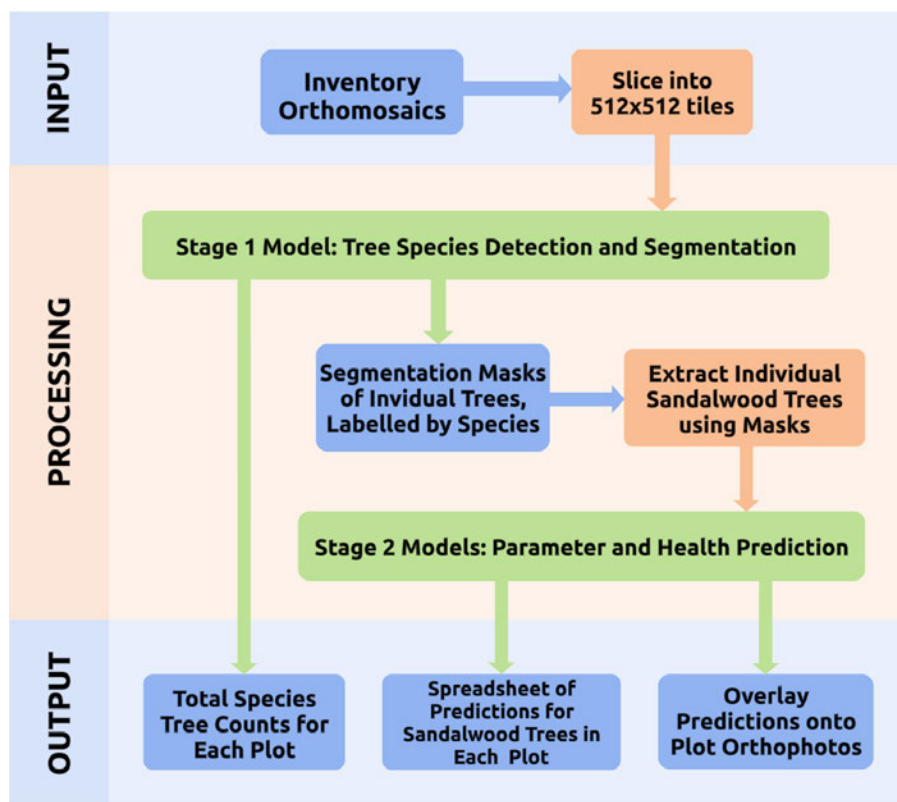 INPUT
Inventory
Orthomosaics
Slice into
512x512 tiles
PROCESSING
Stage 1 Model: Tree Species Detection and Segmentation
Segmentation Masks
of Invidual Trees,
Labelled by Species
Extract Individual
Sandalwood Trees
using Masks
Stage 2 Models: Parameter and Health Prediction
OUTPUT
Total Species
Tree Counts for
Each Plot
Spreadsheet of
Predictions for
Sandalwood Trees in
Each Plot
Overlay
Predictions onto
Plot Orthophotos